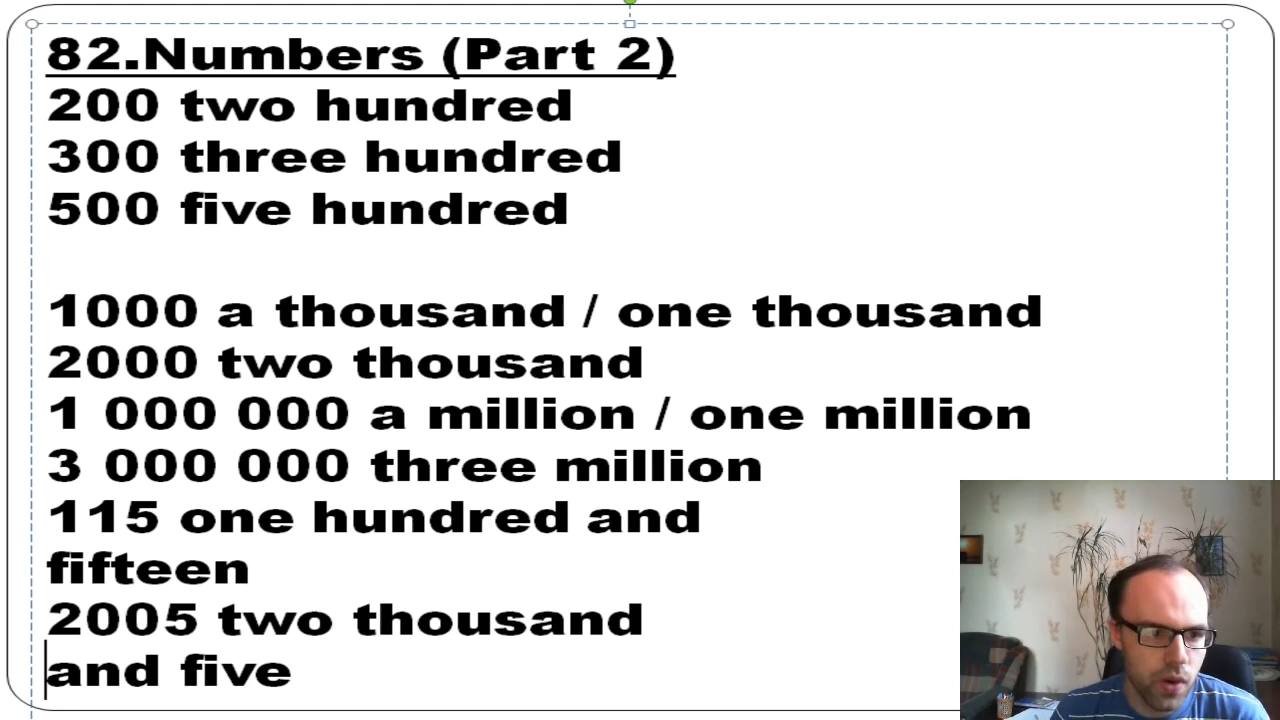 82.Numbers (Part 2)
200 two hundred
300 three hundred
500 five hundred
1000 a thousand / one thousand
2000 two thousand
1 000 000 a million / one million
3 000 000 three million
115 one hundred and
fifteen
2005 two thousand
and five